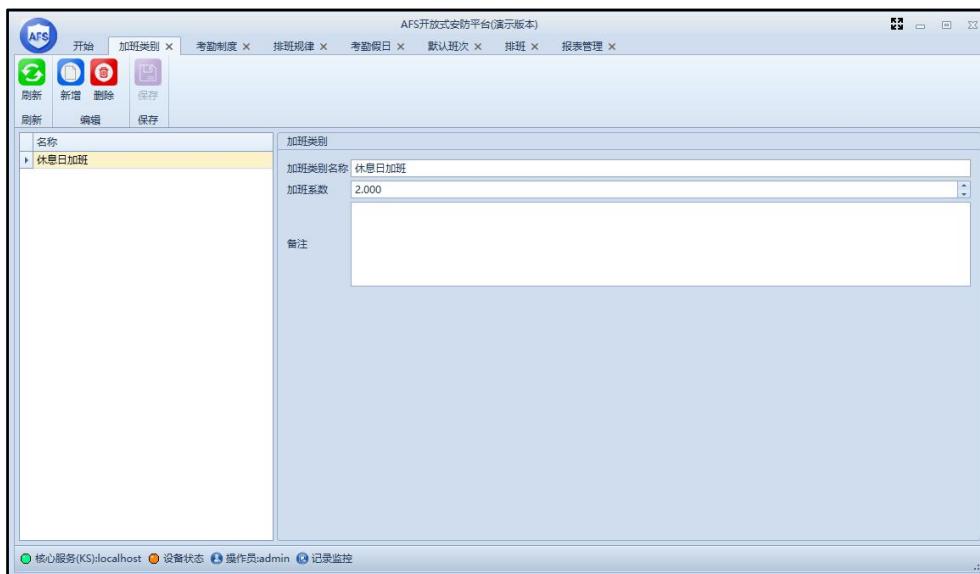 AFS开放式安防平台(演示版本)
AFS
开始 加班类别 考勤制度 排班规律 考勤假日 默认班次 排班 报表管理
刷新 新增 删除 保存
刷新 编辑 保存
名称
休息日加班
加班类别
加班类别名称 休息日加班
加班系数 2.000
备注
核心服务(KS):localhost 设备状态 操作员:admin 记录监控